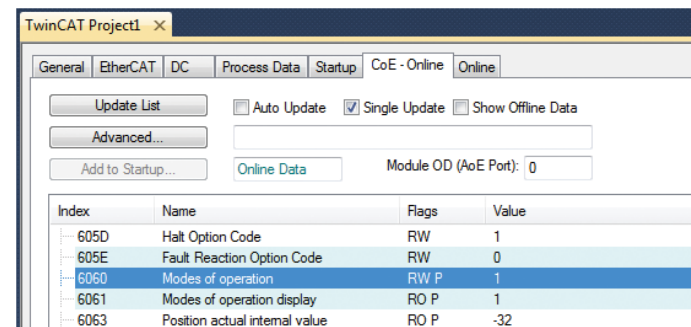 TwinCAT Project1
General EtherCAT DC Process Data Startup CoE - Online Online
Update List Auto Update Single Update Show Offline Data
Advanced...
Add to Startup... Online Data Module OD (AoE Port): 0
Index Name Flags Value
605D Halt Option Code RW 1
605E Fault Reaction Option Code RW 0
6060 Modes of operation RW P 1
6061 Modes of operation display RO P 1
6063 Position actual internal value RO P -32